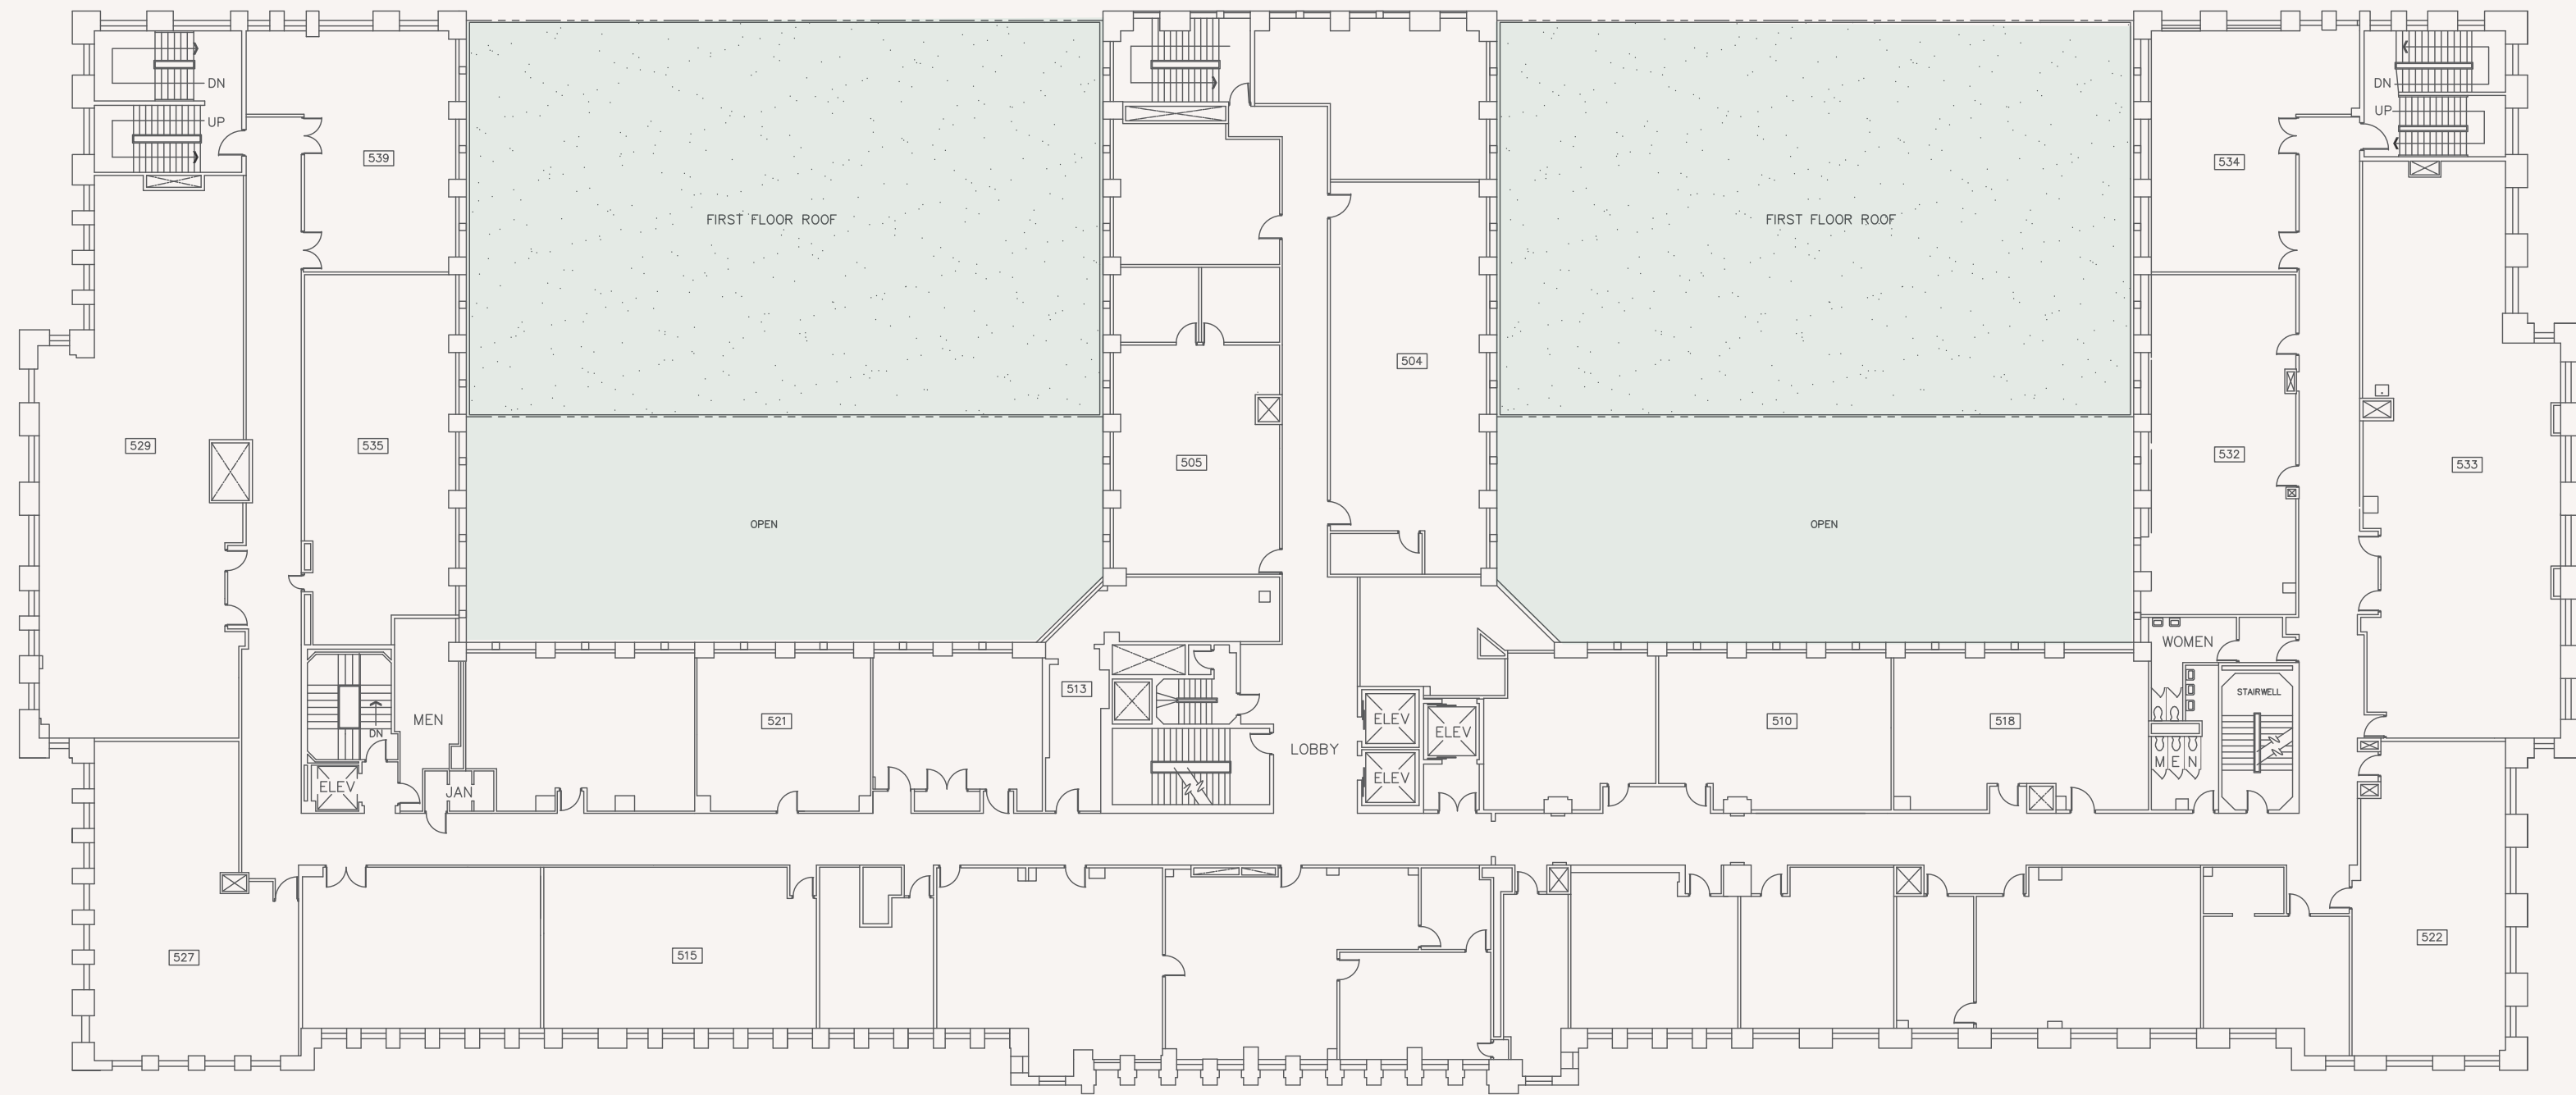 DN
DN
UP
UP
539
534
FIRST FLOOR ROOF
FIRST FLOOR ROOF
504
529
535
505
532
533
OPEN
OPEN
WOMEN
513
STAIRWELL
MEN
521
ELEV
ELEV
510
518
DN
LOBBY
MEN
ELEV
JAN
ELEV
527
515
522